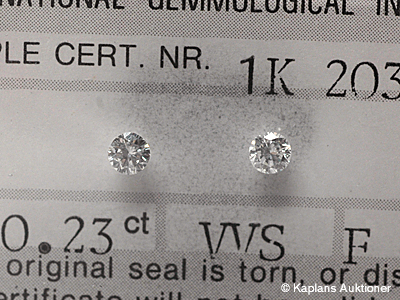 NATIONAL GEMMOLOGICAL IN
PLE CERT. NR. 1K 203
0.23 ct VVS F
original seal is torn, or dis
© Kaplans Auktioner